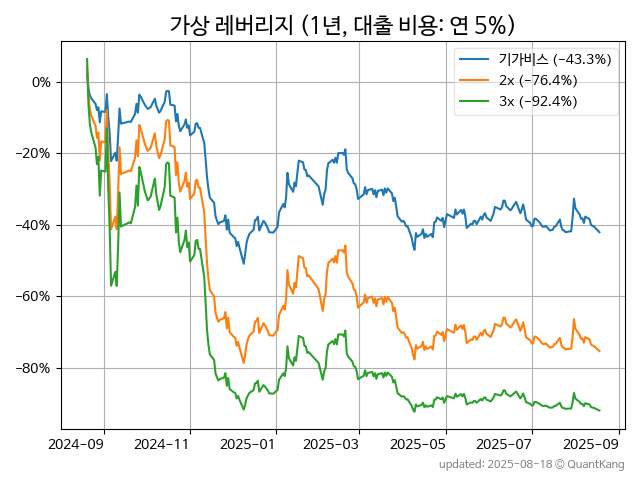 가상 레버리지 (1년, 대출 비용: 연 5%)
기가비스 (−43.3%)
2x (−76.4%)
3x (−92.4%)
0%
−20%
−40%
−60%
−80%
2024−09 2024−11 2025−01 2025−03 2025−05 2025−07 2025−09
updated: 2025-08-18 © QuantKang